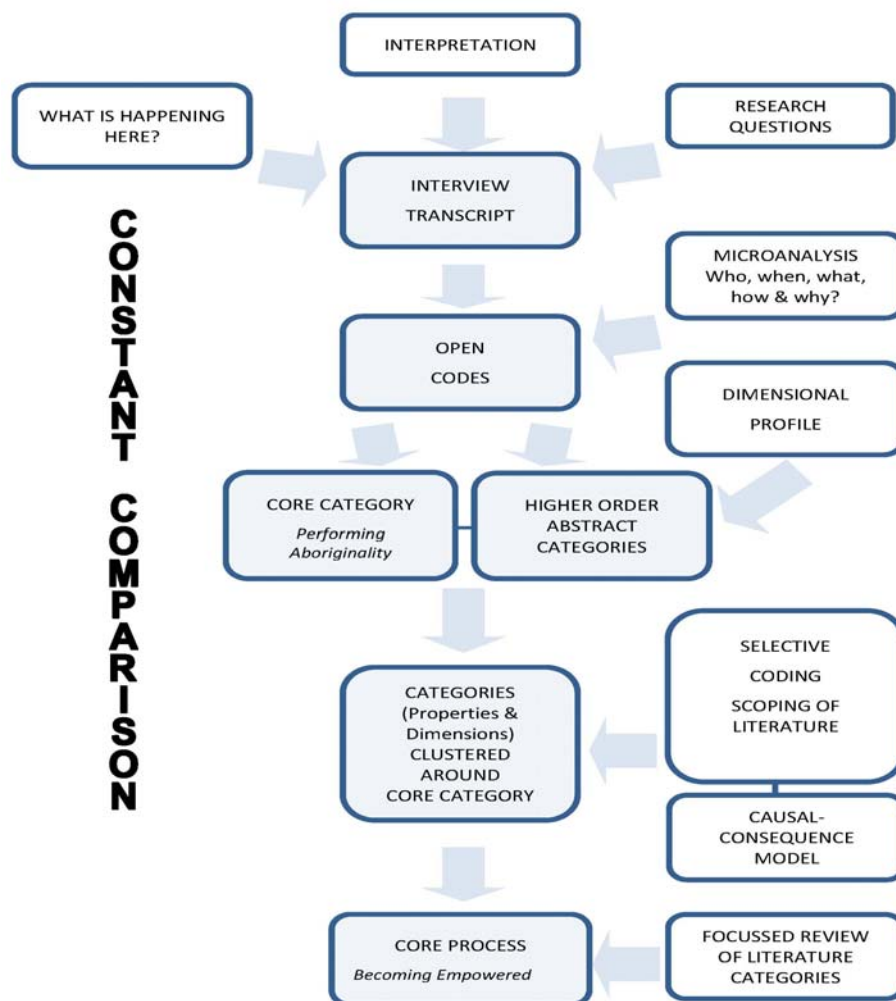 INTERPRETATION
WHAT IS HAPPENING
HERE?
RESEARCH
QUESTIONS
INTERVIEW
TRANSCRIPT
CONSTANT COMPARISON
MICROANALYSIS
Who, when, what,
how & why?
OPEN
CODES
DIMENSIONAL
PROFILE
CORE CATEGORY
Performing
Aboriginality
HIGHER ORDER
ABSTRACT
CATEGORIES
SELECTIVE
CODING
SCOPING OF
LITERATURE
CATEGORIES
(Properties &
Dimensions)
CLUSTERED
AROUND
CORE CATEGORY
CAUSAL-
CONSEQUENCE
MODEL
CORE PROCESS
Becoming Empowered
FOCUSSED REVIEW
OF LITERATURE
CATEGORIES